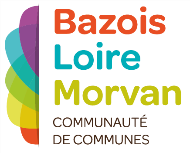 Bazois
Loire
Morvan
COMMUNAUTÉ
DE COMMUNES